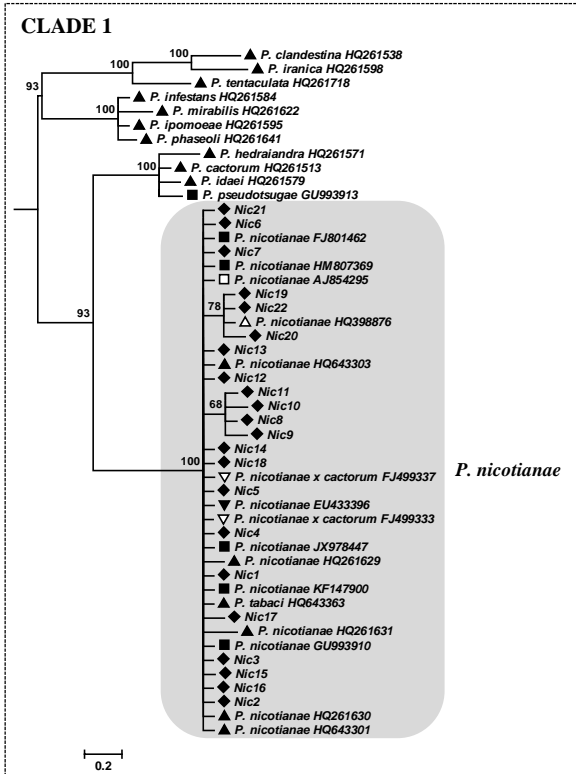 CLADE 1
100
P. clandestina HQ261538
P. iranica HQ261598
93
P. tentaculata HQ261718
P. infestans HQ261584
100
P. mirabilis HQ261622
P. ipomoeae HQ261595
P. phaseoli HQ261641
P. hedraiandra HQ261571
100
P. cactorum HQ261513
P. idaei HQ261579
P. pseudotsugae GU993913
Nic21
Nic6
P. nicotianae FJ801462
Nic7
P. nicotianae HM807369
P. nicotianae AJ854295
Nic19
78
Nic22
93
P. nicotianae HQ398876
Nic20
Nic13
P. nicotianae HQ643303
Nic12
Nic11
68
Nic10
Nic8
Nic9
Nic14
100
Nic18
P. nicotianae
P. nicotianae x cactorum FJ499337
Nic5
P. nicotianae EU433396
P. nicotianae x cactorum FJ499333
Nic4
P. nicotianae JX978447
P. nicotianae HQ261629
Nic1
P. nicotianae KF147900
P. tabaci HQ643363
Nic17
P. nicotianae HQ261631
P. nicotianae GU993910
Nic3
Nic15
Nic16
Nic2
P. nicotianae HQ261630
P. nicotianae HQ643301
0.2
100